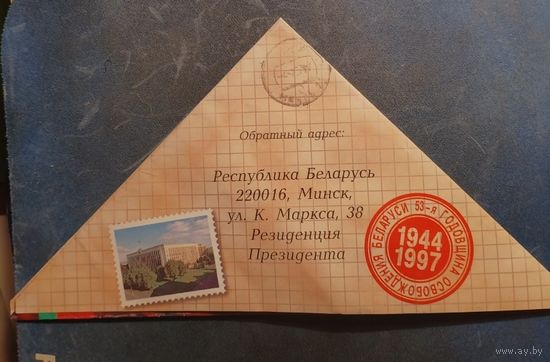 Обратный адрес:
Республика Беларусь
220016, Минск,
ул. К. Маркса, 38
Резиденция
Президента
53-я ГОДОВЩИНА ОСВОБОЖДЕНИЯ БЕЛАРУСИ
1944
1997
© www.ay.by